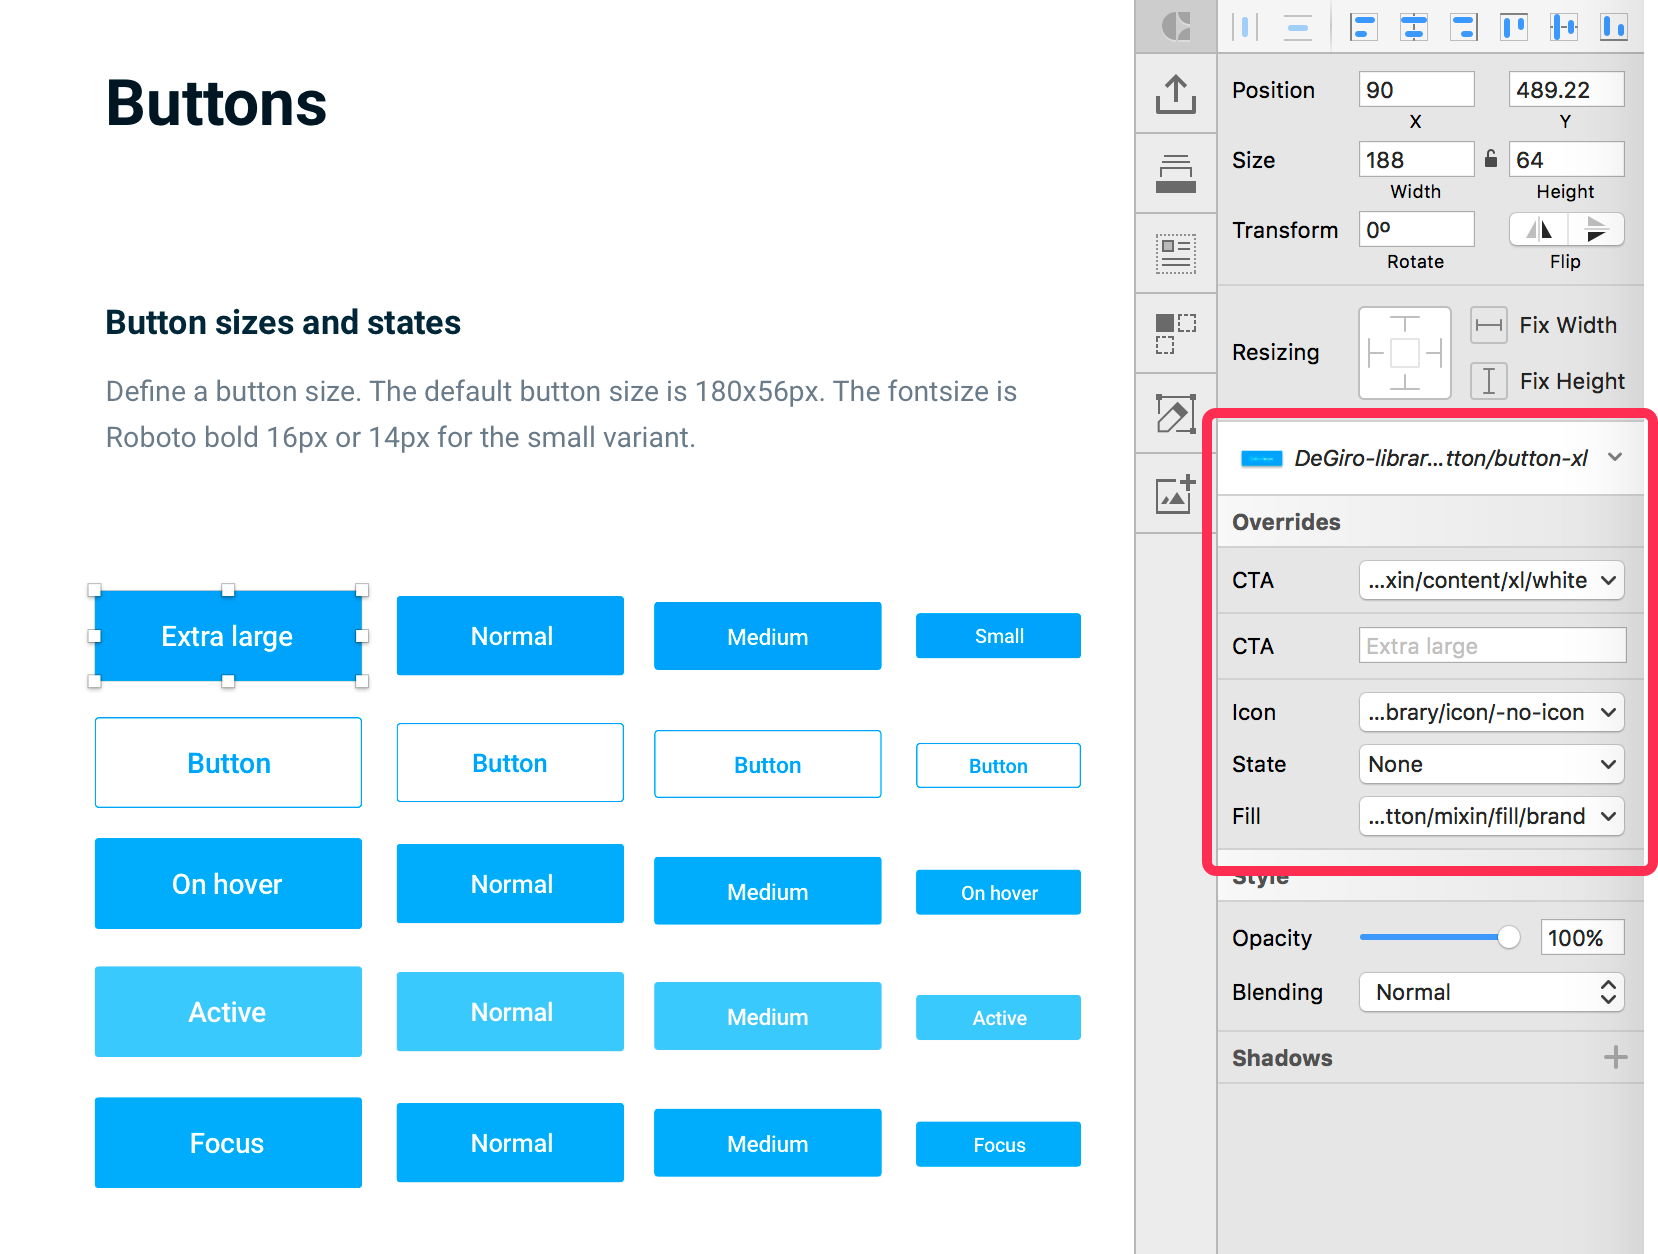 Buttons
Button sizes and states
Define a button size. The default button size is 180x56px. The fontsize is
Roboto bold 16px or 14px for the small variant.
Extra large
Normal
Medium
Small
Button
Button
Button
Button
On hover
Normal
Medium
On hover
Active
Normal
Medium
Active
Focus
Normal
Medium
Focus
Position 90 489.22
X Y
Size 188 64
Width Height
Transform 0º
Rotate Flip
Resizing
Fix Width
Fix Height
DeGiro-librar...tton/button-xl
Overrides
CTA ...xin/content/xl/white
CTA Extra large
Icon ...brary/icon/-no-icon
State None
Fill ...tton/mixin/fill/brand
Style
Opacity 100%
Blending Normal
Shadows